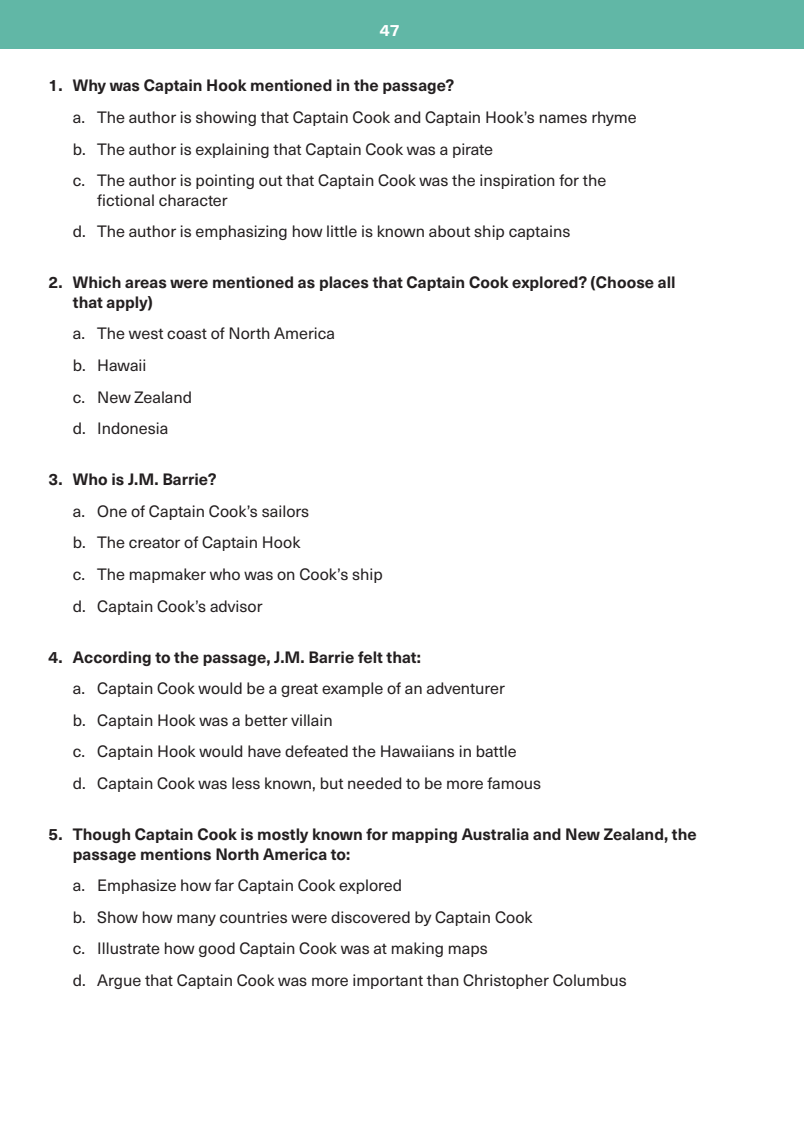 47
1. Why was Captain Hook mentioned in the passage?
a. The author is showing that Captain Cook and Captain Hook's names rhyme
b. The author is explaining that Captain Cook was a pirate
c. The author is pointing out that Captain Cook was the inspiration for the
fictional character
d. The author is emphasizing how little is known about ship captains
2. Which areas were mentioned as places that Captain Cook explored? (Choose all
that apply)
a. The west coast of North America
b. Hawaii
c. New Zealand
d. Indonesia
3. Who is J.M. Barrie?
a. One of Captain Cook's sailors
b. The creator of Captain Hook
c. The mapmaker who was on Cook's ship
d. Captain Cook's advisor
4. According to the passage, J.M. Barrie felt that:
a. Captain Cook would be a great example of an adventurer
b. Captain Hook was a better villain
c. Captain Hook would have defeated the Hawaiians in battle
d. Captain Cook was less known, but needed to be more famous
5. Though Captain Cook is mostly known for mapping Australia and New Zealand, the
passage mentions North America to:
a. Emphasize how far Captain Cook explored
b. Show how many countries were discovered by Captain Cook
c. Illustrate how good Captain Cook was at making maps
d. Argue that Captain Cook was more important than Christopher Columbus